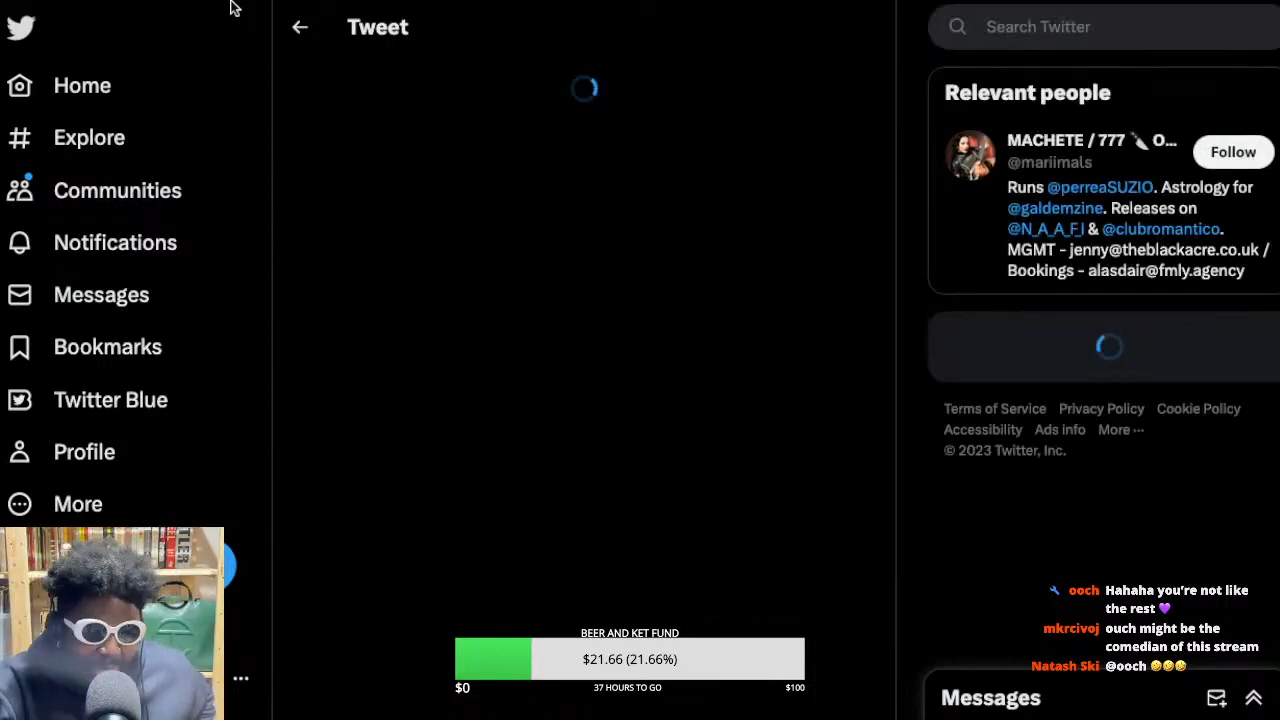 Home
Explore
Communities
Notifications
Messages
Bookmarks
Twitter Blue
Profile
More
Tweet
Search Twitter
Relevant people
MACHETE / 777 🔪 O...
@mariimals
Follow
Runs @perreaSUZIO. Astrology for
@galdemzine. Releases on
@N_A_A_F_I & @clubromantico.
MGMT - jenny@theblackacre.co.uk /
Bookings - alasdair@fmly.agency
Terms of Service Privacy Policy Cookie Policy
Accessibility Ads info More ···
© 2023 Twitter, Inc.
ooch Hahaha you're not like
the rest 💜
mkrcivoj ouch might be the
comedian of this stream
Natash Ski @ooch 🤣🤣🤣
Messages
BEER AND KET FUND
$21.66 (21.66%)
$0 37 HOURS TO GO $100